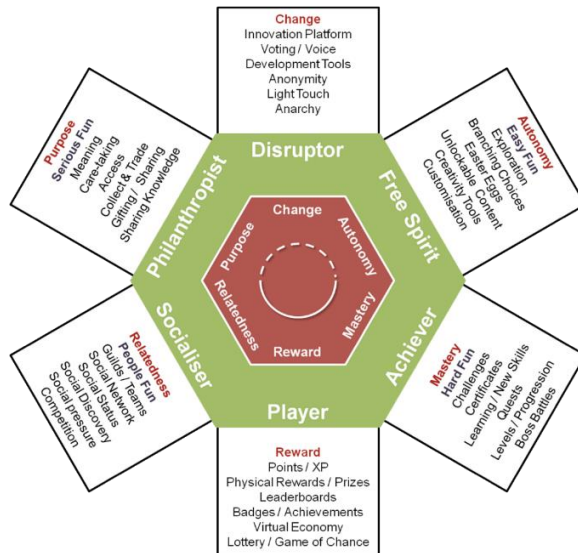 Change
Innovation Platform
Voting / Voice
Development Tools
Anonymity
Light Touch
Anarchy
Purpose
Serious Fun
Meaning
Care-taking
Access
Collect & Trade
Gifting / Sharing
Sharing Knowledge
Autonomy
Easy Fun
Exploration
Branching Choices
Easter Eggs
Unlockable Content
Creativity Tools
Customisation
Disruptor
Philanthropist
Free Spirit
Change
Purpose
Autonomy
Relatedness
Mastery
Reward
Socialiser
Achiever
Player
Relatedness
People Fun
Guilds / Teams
Social Network
Social Status
Social Discovery
Social pressure
Competition
Mastery
Hard Fun
Challenges
Certificates
Learning / New Skills
Quests
Levels / Progression
Boss Battles
Reward
Points / XP
Physical Rewards / Prizes
Leaderboards
Badges / Achievements
Virtual Economy
Lottery / Game of Chance